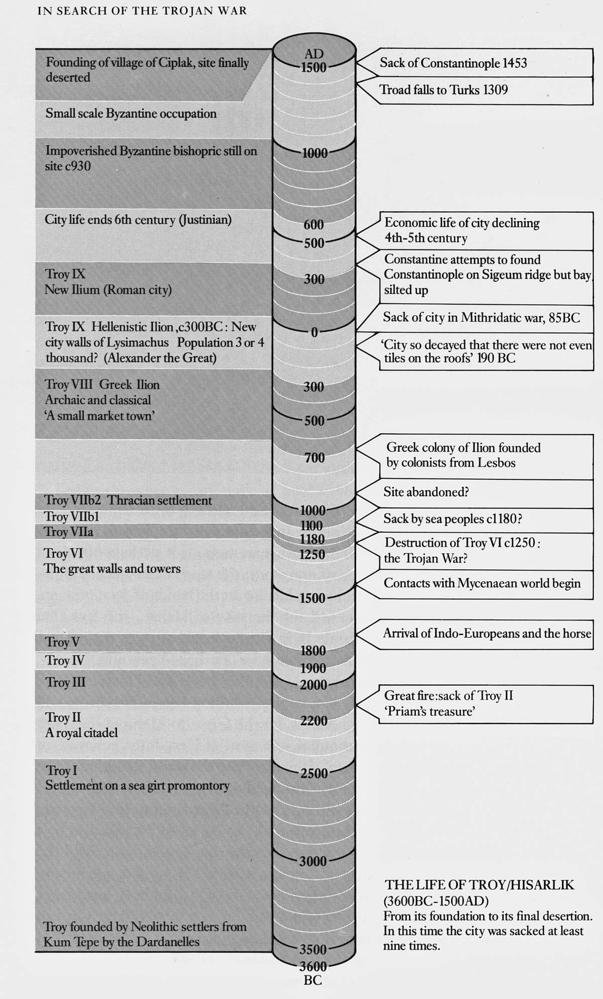 IN SEARCH OF THE TROJAN WAR
Founding of village of Ciplak, site finally
deserted
Small scale Byzantine occupation
Impoverished Byzantine bishopric still on
site c930
City life ends 6th century (Justinian)
Troy IX
New Ilium (Roman city)
Troy IX Hellenistic Ilion ,c300BC : New
city walls of Lysimachus Population 3 or 4
thousand? (Alexander the Great)
Troy VIII Greek Ilion
Archaic and classical
‘A small market town’
Troy VIIb2 Thracian settlement
Troy VIIb1
Troy VIIa
Troy VI
The great walls and towers
Troy V
Troy IV
Troy III
Troy II
A royal citadel
Troy I
Settlement on a sea girt promontory
Troy founded by Neolithic settlers from
Kum Tepe by the Dardanelles
AD
1500
1000
600
500
300
0
300
500
700
1000
1100
1180
1250
1500
1800
1900
2000
2200
2500
3000
3500
3600
BC
Sack of Constantinople 1453
Troad falls to Turks 1309
Economic life of city declining
4th-5th century
Constantine attempts to found
Constantinople on Sigeum ridge but bay
silted up
Sack of city in Mithridatic war, 85BC
‘City so decayed that there were not even
tiles on the roofs’ 190 BC
Greek colony of Ilion founded
by colonists from Lesbos
Site abandoned?
Sack by sea peoples c1180?
Destruction of Troy VI c1250 :
the Trojan War?
Contacts with Mycenaean world begin
Arrival of Indo-Europeans and the horse
Great fire:sack of Troy II
‘Priam’s treasure’
THE LIFE OF TROY/HISARLIK
(3600BC-1500AD)
From its foundation to its final desertion.
In this time the city was sacked at least
nine times.